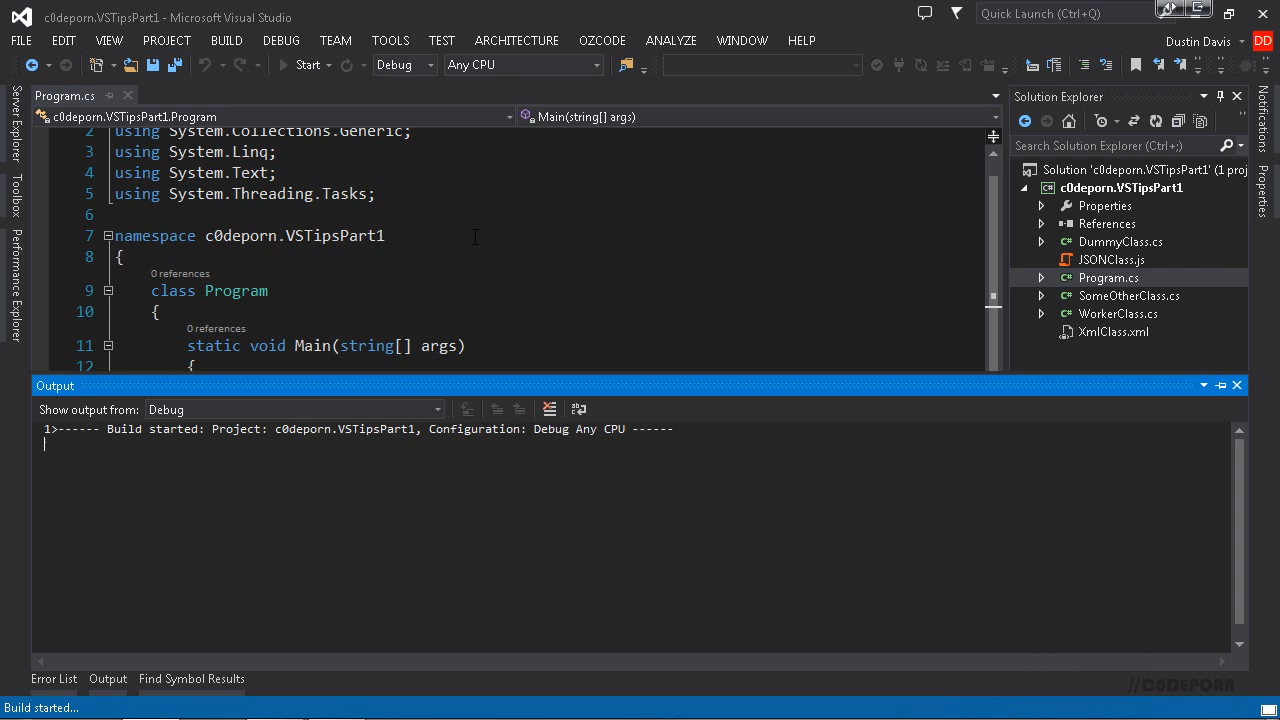 c0deporn.VSTipsPart1 - Microsoft Visual Studio
Quick Launch (Ctrl+Q)
FILE EDIT VIEW PROJECT BUILD DEBUG TEAM TOOLS TEST ARCHITECTURE OZCODE ANALYZE WINDOW HELP
Dustin Davis DD
Start Debug Any CPU
Server Explorer
Toolbox
Performance Explorer
Program.cs
c0deporn.VSTipsPart1.Program
Main(string[] args)
2 using System.Collections.Generic;
3 using System.Linq;
4 using System.Text;
5 using System.Threading.Tasks;
6
7 namespace c0deporn.VSTipsPart1
8 {
0 references
9 class Program
10 {
0 references
11 static void Main(string[] args)
12 {
Solution Explorer
Search Solution Explorer (Ctrl+;)
Solution 'c0deporn.VSTipsPart1' (1 proj
c0deporn.VSTipsPart1
Properties
References
DummyClass.cs
JSONClass.js
Program.cs
SomeOtherClass.cs
WorkerClass.cs
XmlClass.xml
Notifications
Properties
Output
Show output from: Debug
1>------ Build started: Project: c0deporn.VSTipsPart1, Configuration: Debug Any CPU ------
Error List Output Find Symbol Results
//C0DEPORN
Build started...